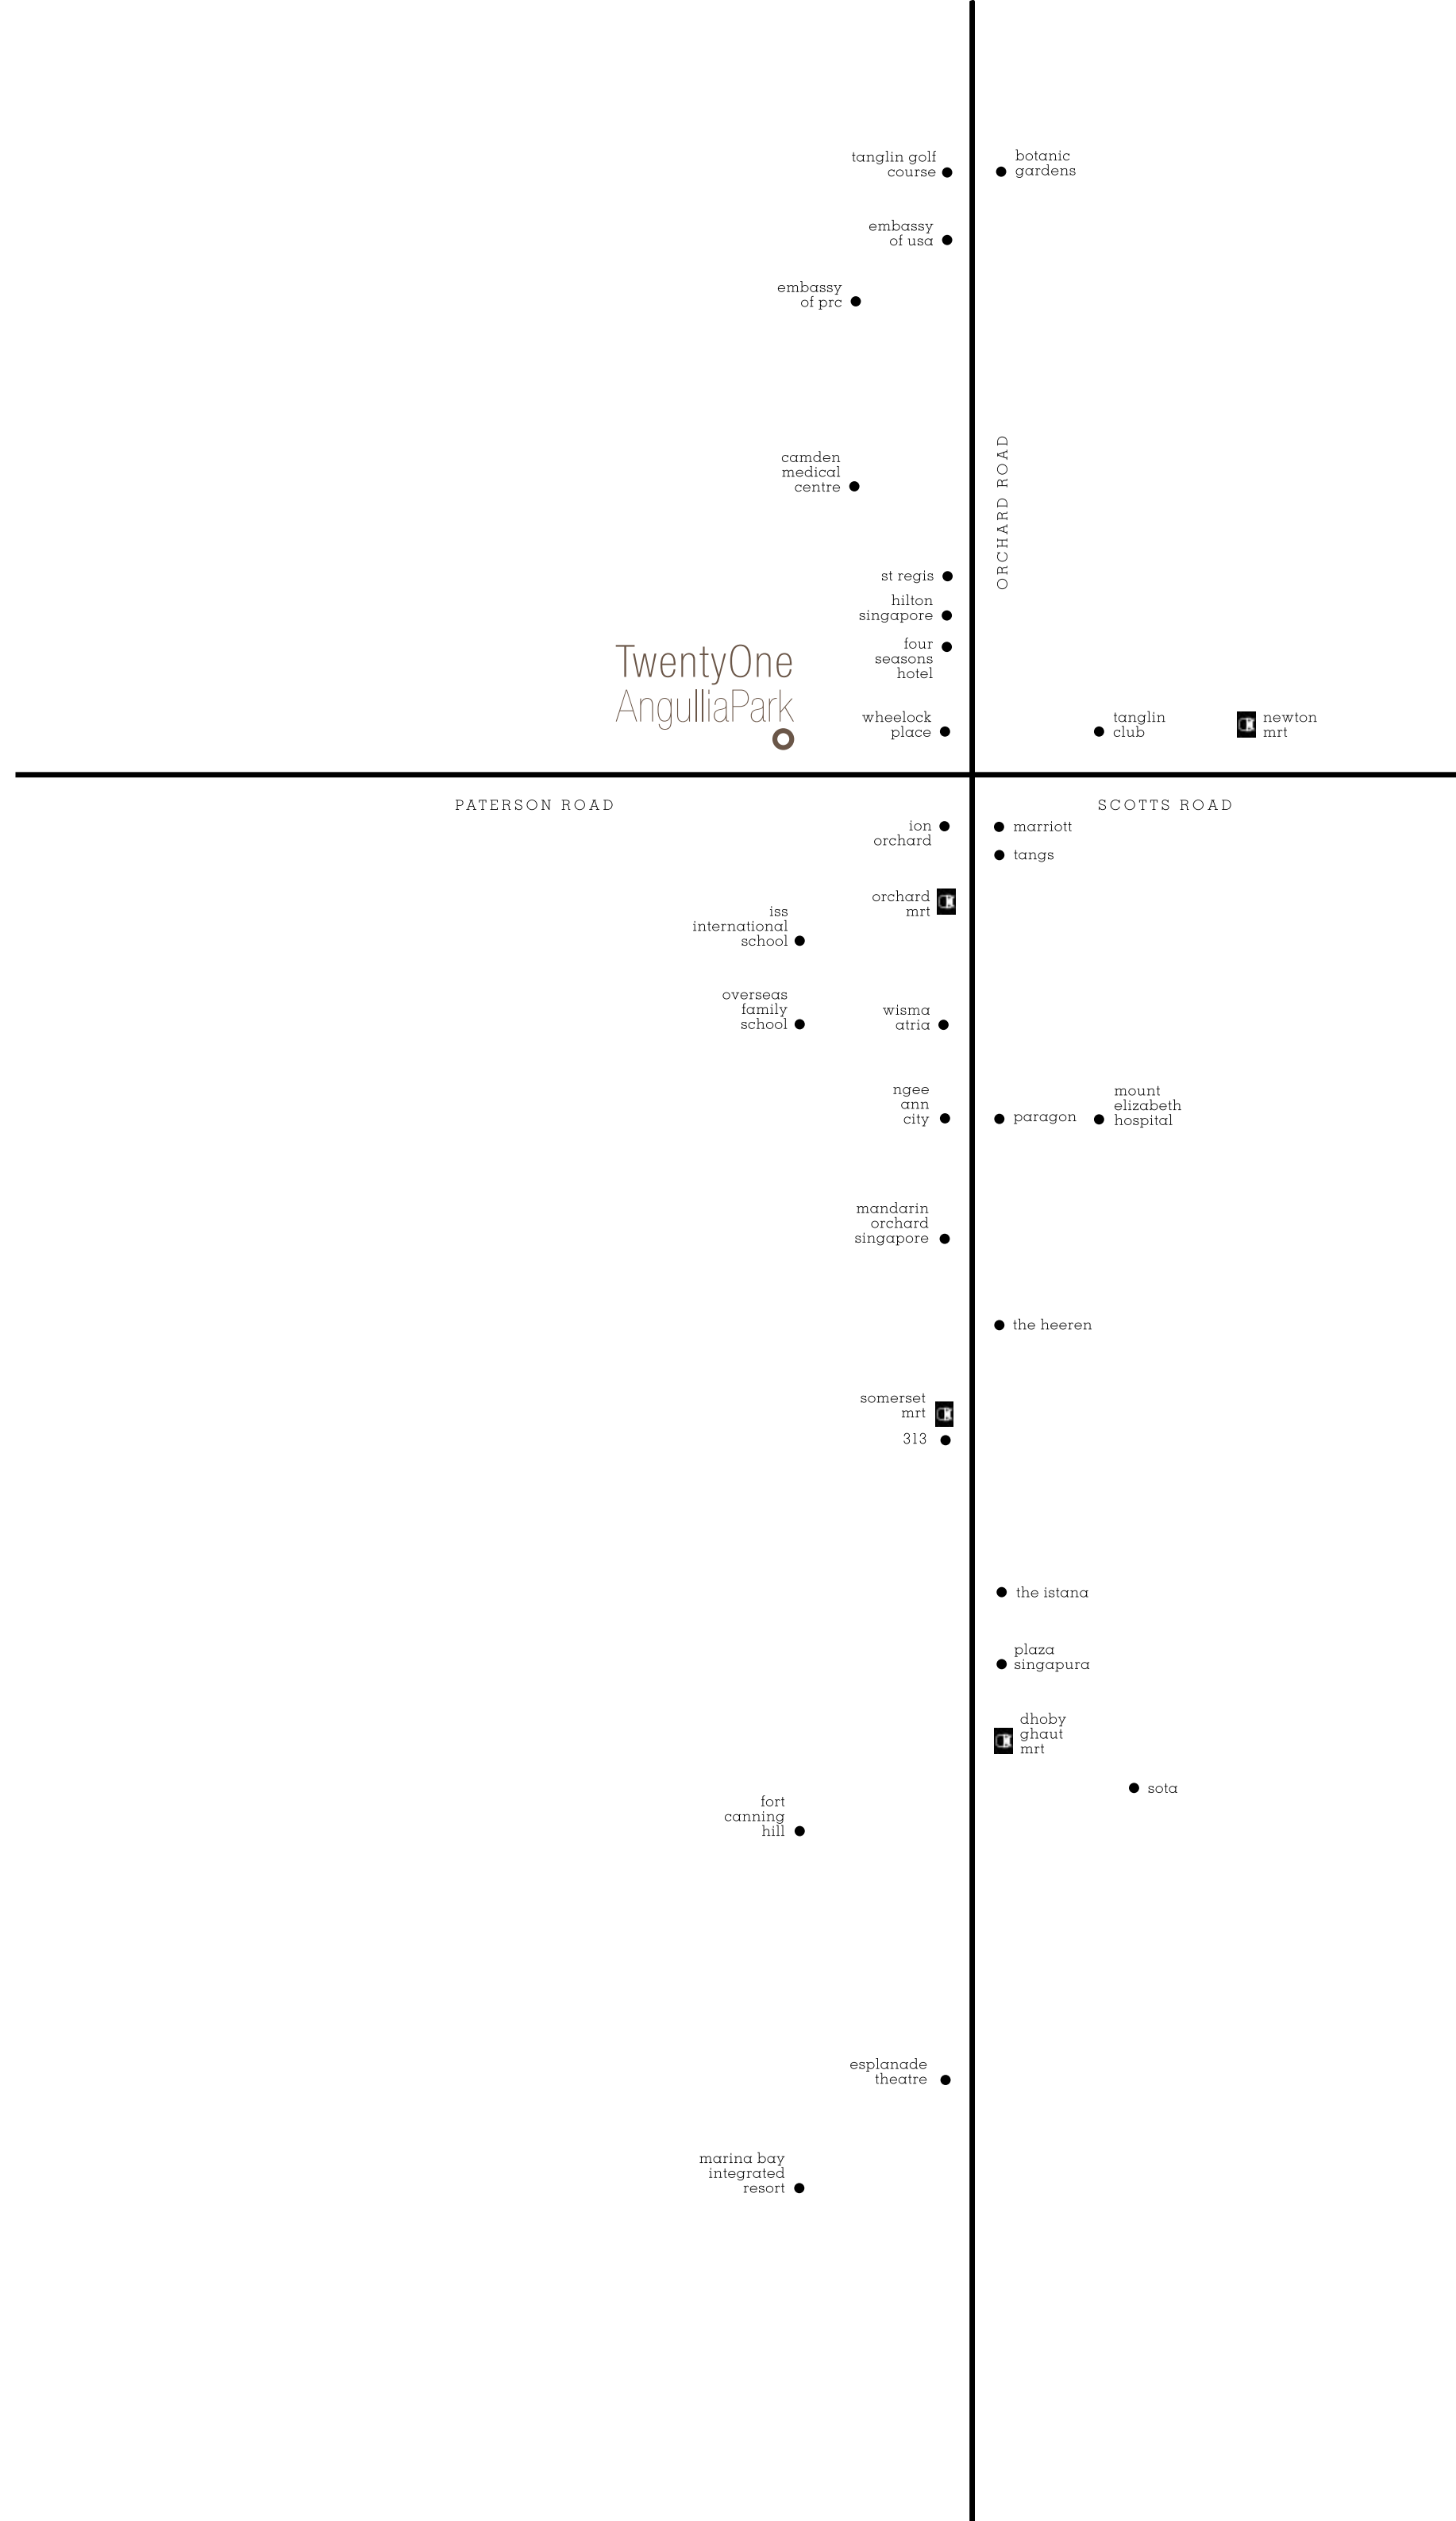 tanglin golf
course
botanic
gardens
embassy
of usa
embassy
of prc
ORCHARD ROAD
camden
medical
centre
st regis
hilton
singapore
four
seasons
hotel
TwentyOne
AngulliaPark
wheelock
place
tanglin
club
newton
mrt
PATERSON ROAD
SCOTTS ROAD
ion
orchard
marriott
tangs
orchard
mrt
iss
international
school
overseas
family
school
wisma
atria
ngee
ann
city
paragon
mount
elizabeth
hospital
mandarin
orchard
singapore
the heeren
somerset
mrt
313
the istana
plaza
singapura
dhoby
ghaut
mrt
sota
fort
canning
hill
esplanade
theatre
marina bay
integrated
resort